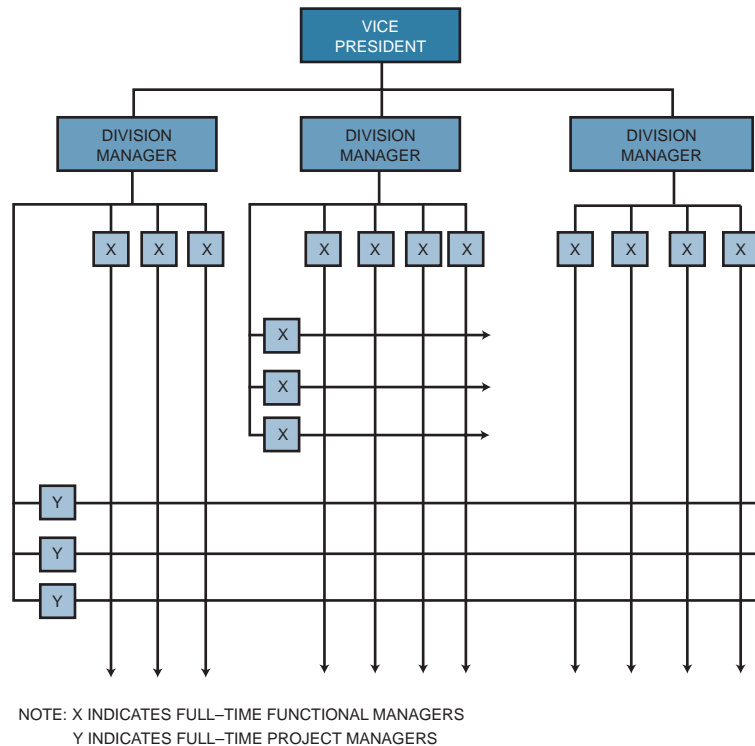 VICE
PRESIDENT
DIVISION
MANAGER
DIVISION
MANAGER
DIVISION
MANAGER
X X X X X X X X X X X
X
X
X
Y
Y
Y
NOTE: X INDICATES FULL–TIME FUNCTIONAL MANAGERS
Y INDICATES FULL–TIME PROJECT MANAGERS